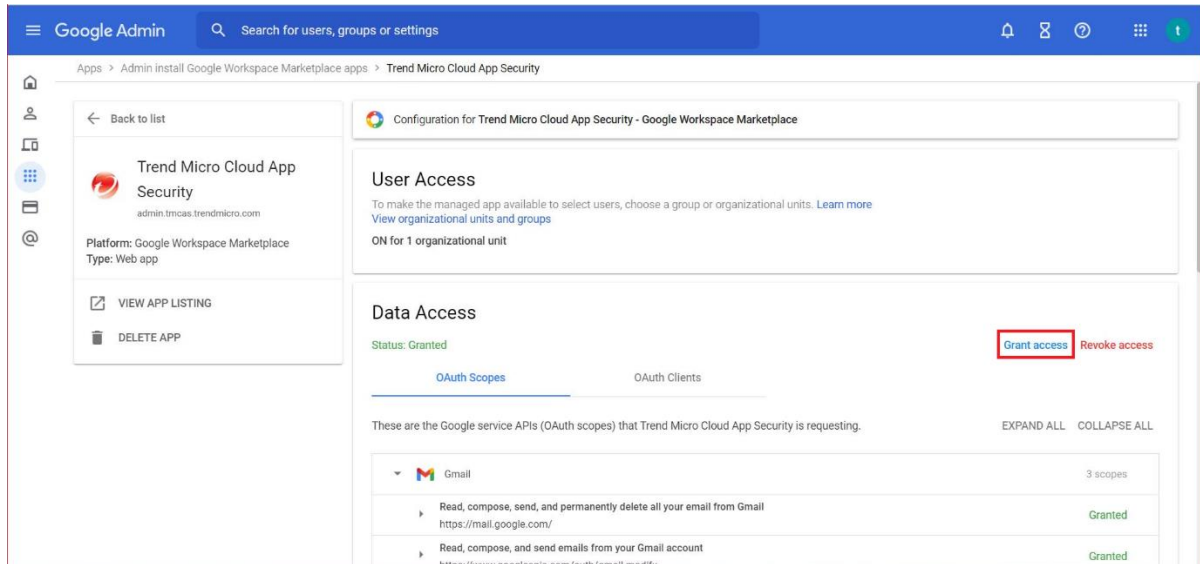 Google Admin
Search for users, groups or settings
t
Apps > Admin install Google Workspace Marketplace apps > Trend Micro Cloud App Security
Back to list
Trend Micro Cloud App
Security
admin.tmcas.trendmicro.com
Platform: Google Workspace Marketplace
Type: Web app
VIEW APP LISTING
DELETE APP
Configuration for Trend Micro Cloud App Security - Google Workspace Marketplace
User Access
To make the managed app available to select users, choose a group or organizational units. Learn more
View organizational units and groups
ON for 1 organizational unit
Data Access
Status: Granted
Grant access Revoke access
OAuth Scopes OAuth Clients
These are the Google service APIs (OAuth scopes) that Trend Micro Cloud App Security is requesting.
EXPAND ALL COLLAPSE ALL
Gmail 3 scopes
Read, compose, send, and permanently delete all your email from Gmail
https://mail.google.com/
Granted
Read, compose, and send emails from your Gmail account
Granted